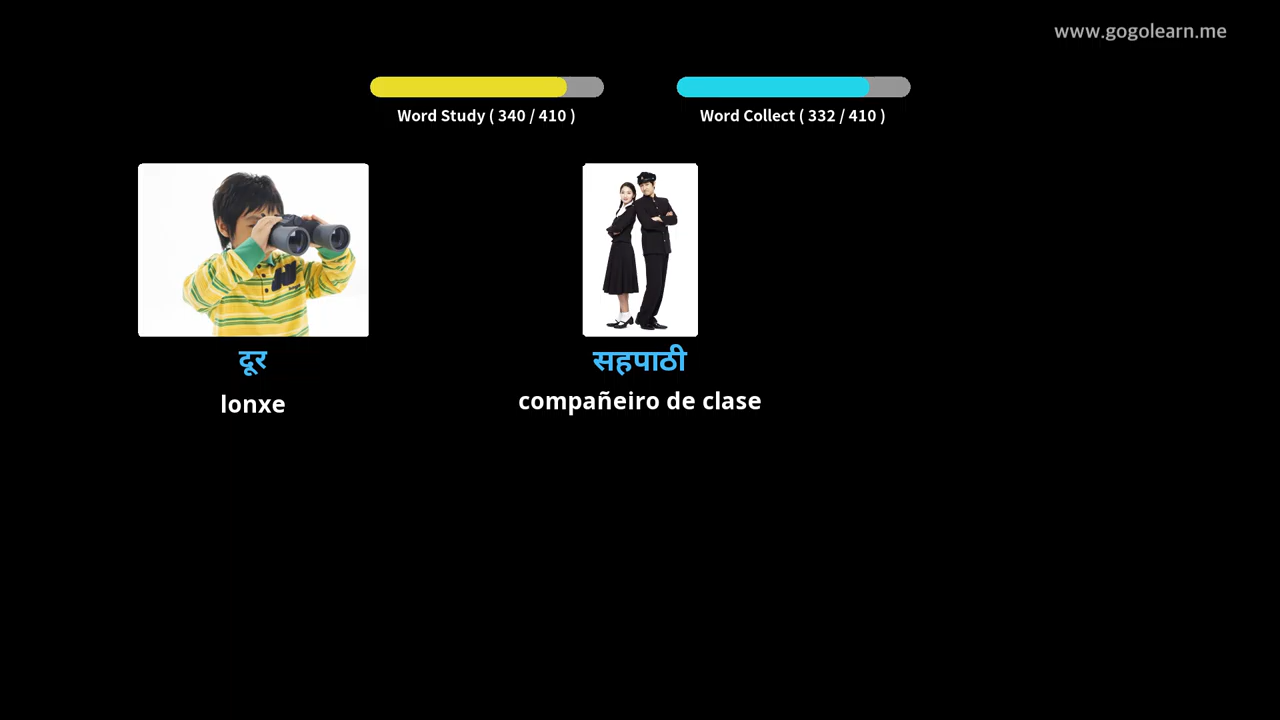 www.gogolearn.me
Word Study ( 340 / 410 )
Word Collect ( 332 / 410 )
दूर
सहपाठी
lonxe
compañeiro de clase